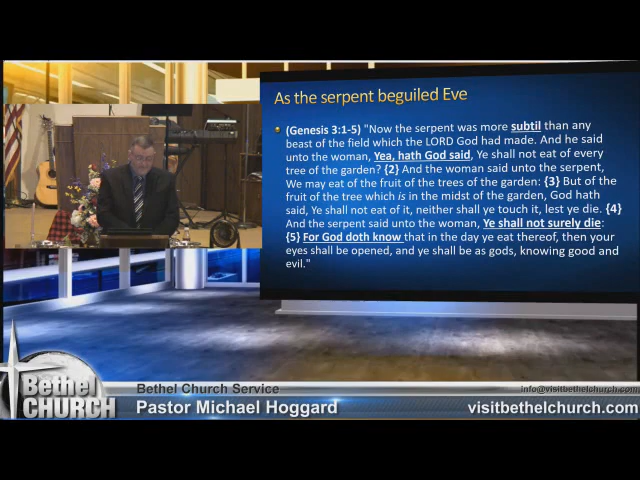 As the serpent beguiled Eve
(Genesis 3:1-5) "Now the serpent was more subtil than any
beast of the field which the LORD God had made. And he said
unto the woman, Yea, hath God said, Ye shall not eat of every
tree of the garden? {2} And the woman said unto the serpent,
We may eat of the fruit of the trees of the garden: {3} But of
the fruit of the tree which is in the midst of the garden, God hath
said, Ye shall not eat of it, neither shall ye touch it, lest ye die. {4}
And the serpent said unto the woman, Ye shall not surely die:
{5} For God doth know that in the day ye eat thereof, then your
eyes shall be opened, and ye shall be as gods, knowing good and
evil."
Bethel
CHURCH
Bethel Church Service
info@visitbethelchurch.com
Pastor Michael Hoggard
visitbethelchurch.com